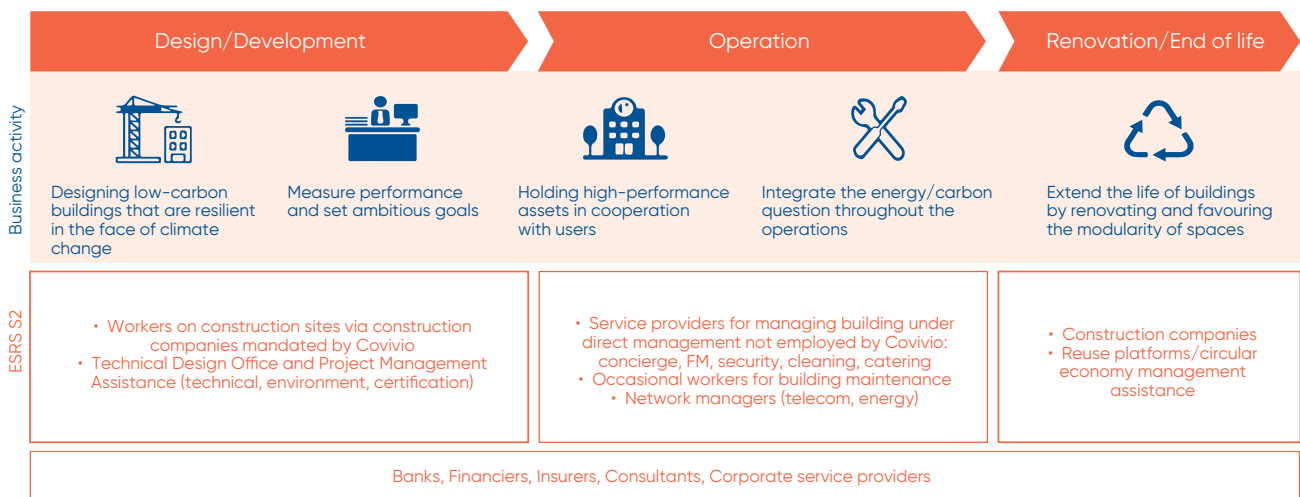 Design/Development
Operation
Renovation/End of life
Business activity
Designing low-carbon
buildings that are resilient
in the face of climate
change
Measure performance
and set ambitious goals
Holding high-performance
assets in cooperation
with users
Integrate the energy/carbon
question throughout the
operations
Extend the life of buildings
by renovating and favouring
the modularity of spaces
ESRS S2
• Workers on construction sites via construction
companies mandated by Covivio
• Technical Design Office and Project Management
Assistance (technical, environment, certification)
• Service providers for managing building under
direct management not employed by Covivio:
concierge, FM, security, cleaning, catering
• Occasional workers for building maintenance
• Network managers (telecom, energy)
• Construction companies
• Reuse platforms/circular
economy management
assistance
Banks, Financiers, Insurers, Consultants, Corporate service providers